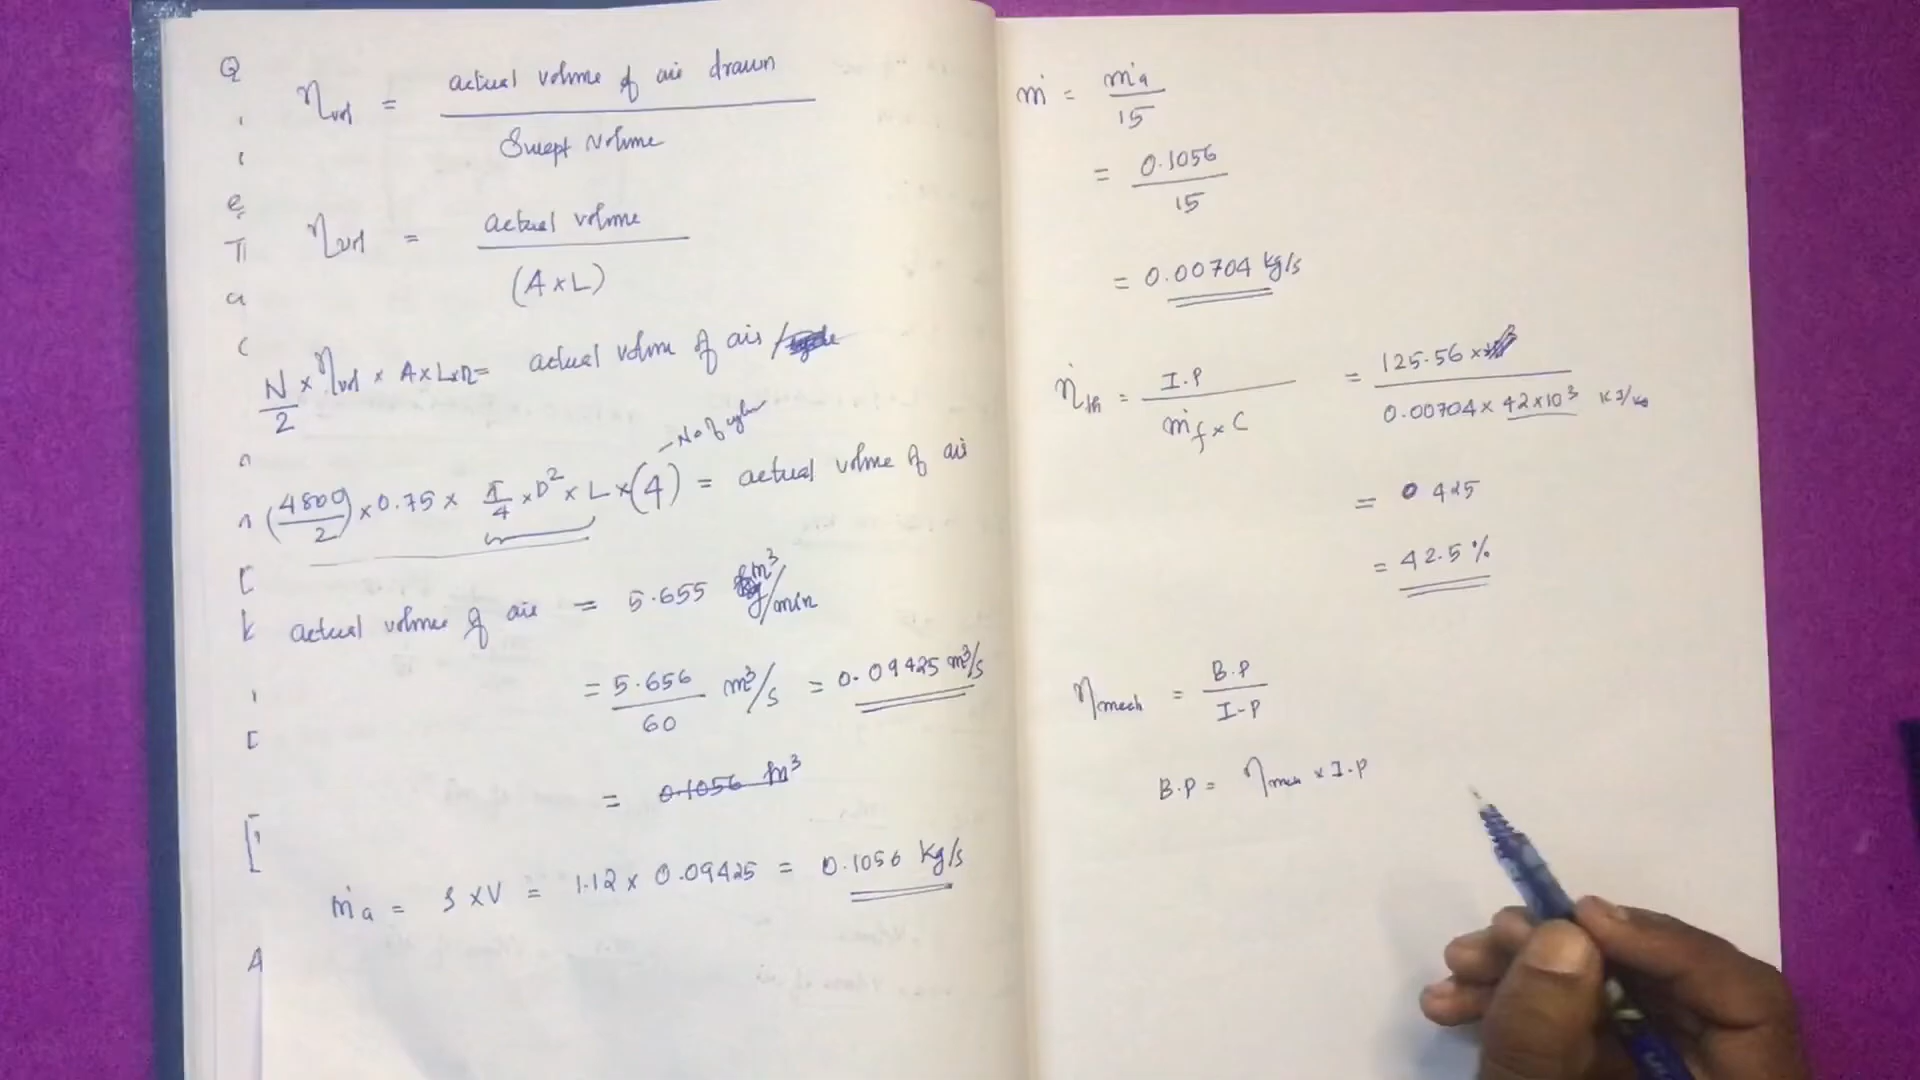 Q
η_vol = actual volume of air drawn / Swept volume
e
T
η_vol = actual volume / (A×L)
a
c
N/2 × η_vol × A×L×n = actual volume of air /
- No of cylin
n
n (4800/2) × 0.75 × π/4 × D² × L × (4) = actual volume of air
[
k actual volume of air = 5.655 m³/min
= 5.656/60 m³/s = 0.09425 m³/s
[
= 0.1056 m³
[
ṁa = ρ×V = 1.12 × 0.09425 = 0.1056 kg/s
A
ṁ = ṁa/15
= 0.1056/15
= 0.00704 kg/s
η_th = I.P / ṁf × C = 125.56 × / 0.00704 × 42×10³ KJ/kg
= 0.425
= 42.5%
η_mech = B.P / I.P
B.P = η_mech × I.P